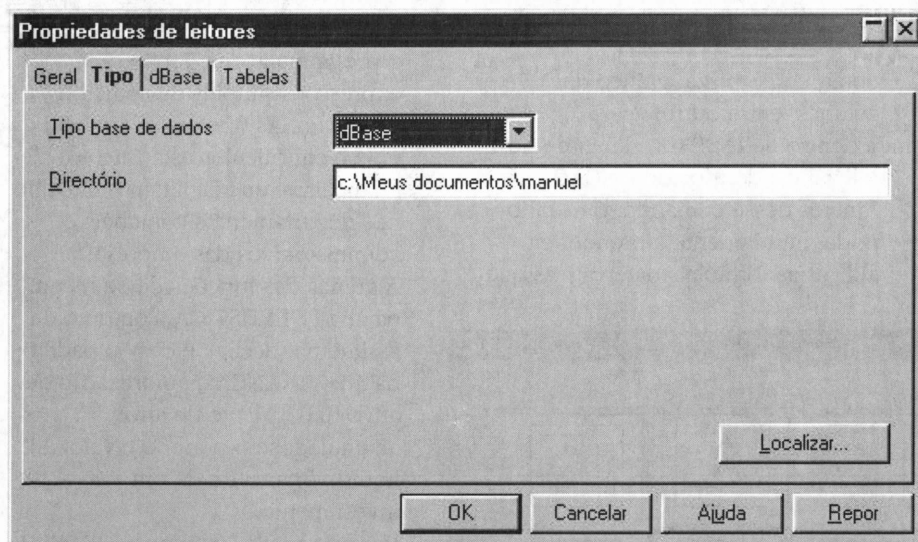 Propriedades de leitores
Geral Tipo dBase Tabelas
Tipo base de dados dBase
Directório c:\Meus documentos\manuel
Localizar...
OK Cancelar Ajuda Repor